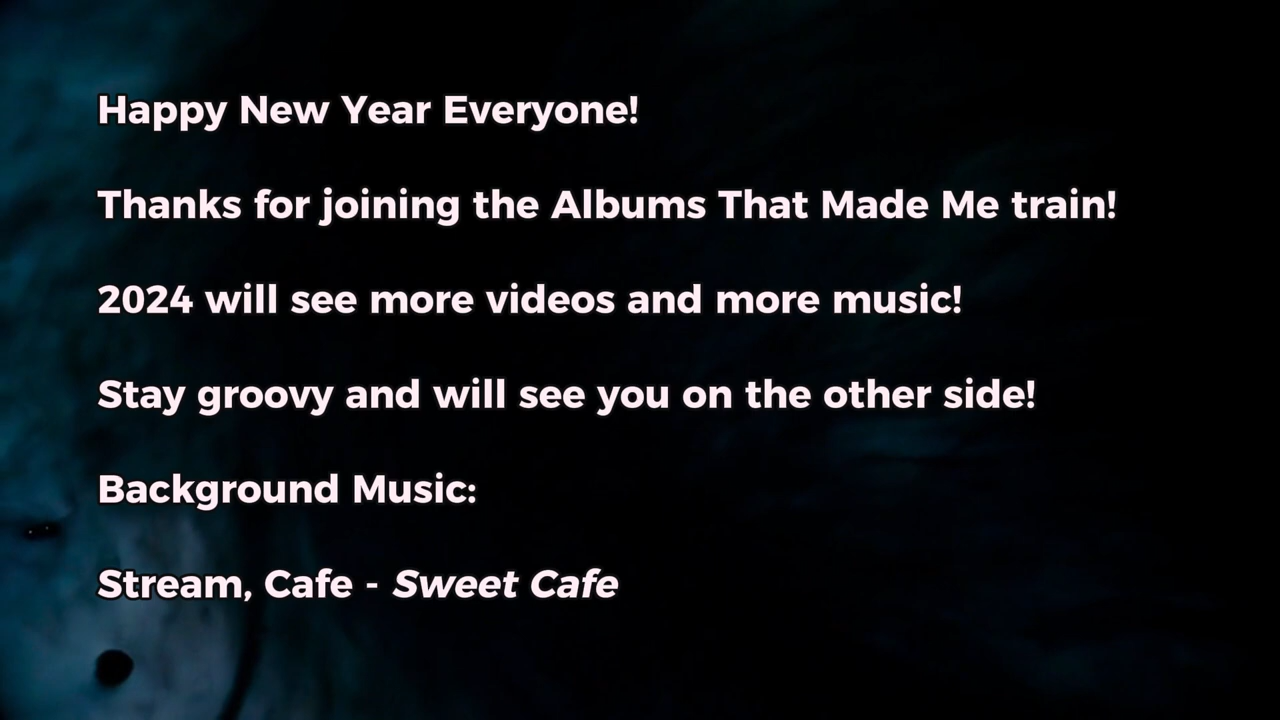 Happy New Year Everyone!
Thanks for joining the Albums That Made Me train!
2024 will see more videos and more music!
Stay groovy and will see you on the other side!
Background Music:
Stream, Cafe - Sweet Cafe